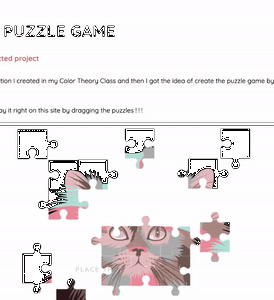 PUZZLE GAME
cted project
tion I created in my Color Theory Class and then I got the idea of create the puzzle game by
ay it right on this site by dragging the puzzles !!!
PLACE